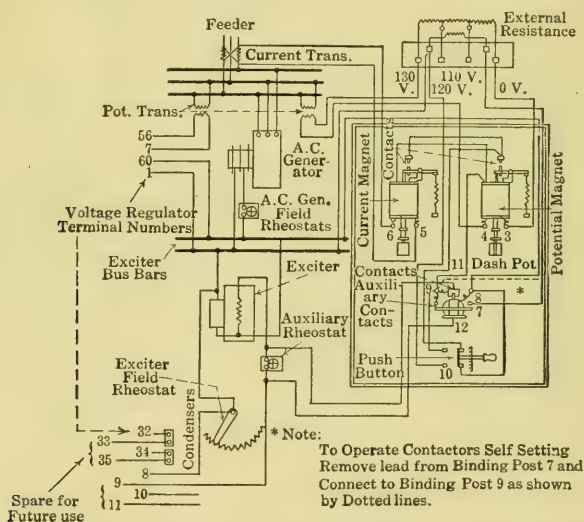 Feeder
Current Trans.
External
Resistance
130
V.
110 V.
120 V.
0 V.
Pot. Trans.
56
7
60
1
A.C.
Gener-
ator
A.C. Gen.
Field
Rheostats
Voltage Regulator
Terminal Numbers
Exciter
Bus Bars
Current Magnet
Contacts
Potential Magnet
6
5
4
3
11
Dash Pot
Contacts
Auxili-
ary
Con-
tacts
9
8
7
*
12
Push
Button
10
Exciter
Auxiliary
Rheostat
Exciter
Field
Rheostat
Condensers
32
33
34
35
8
9
10
11
Spare for
Future use
* Note:
To Operate Contactors Self Setting
Remove lead from Binding Post 7 and
Connect to Binding Post 9 as shown
by Dotted lines.